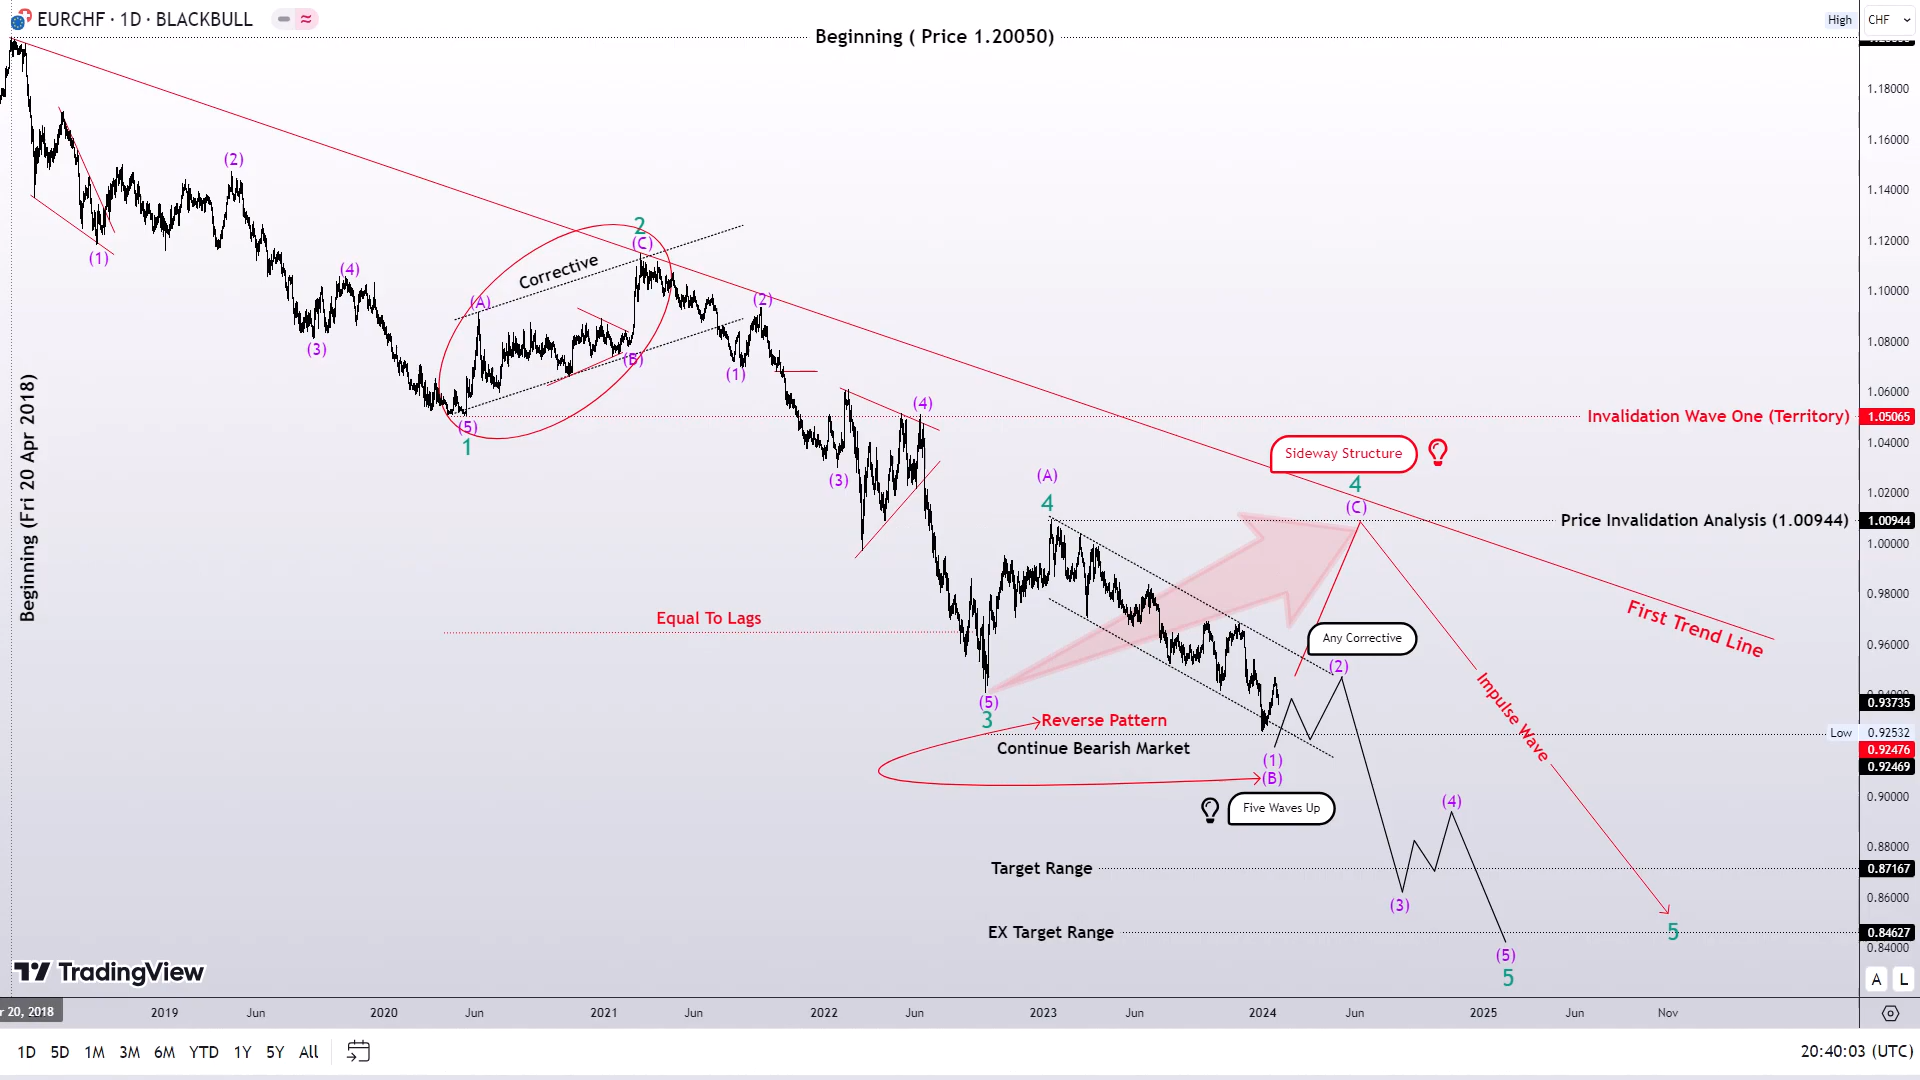 EURCHF · 1D · BLACKBULL
High
CHF
Beginning ( Price 1.20050)
1.18000
1.16000
(2)
1.14000
1.12000
(1)
2
(C)
Corrective
(4)
1.10000
(A)
(2)
1.08000
(3)
(B)
(1)
1.06000
(4)
Invalidation Wave One (Territory)
1.05065
(5)
1
1.04000
Sideway Structure
(A)
(3)
4
1.02000
4
(C)
Price Invalidation Analysis (1.00944)
1.00944
1.00000
Beginning (Fri 20 Apr 2018)
0.98000
Equal To Lags
First Trend Line
Any Corrective
0.96000
(2)
0.94000
0.93735
(5)
3
Reverse Pattern
Impulse Wave
Low
0.92532
Continue Bearish Market
0.92476
(1)
0.92469
(B)
0.90000
Five Waves Up
(4)
0.88000
Target Range
0.87167
0.86000
(3)
EX Target Range
5
0.84627
0.84000
(5)
5
TradingView
A
L
r 20, 2018
2019
Jun
2020
Jun
2021
Jun
2022
Jun
2023
Jun
2024
Jun
2025
Jun
Nov
1D 5D 1M 3M 6M YTD 1Y 5Y All
20:40:03 (UTC)